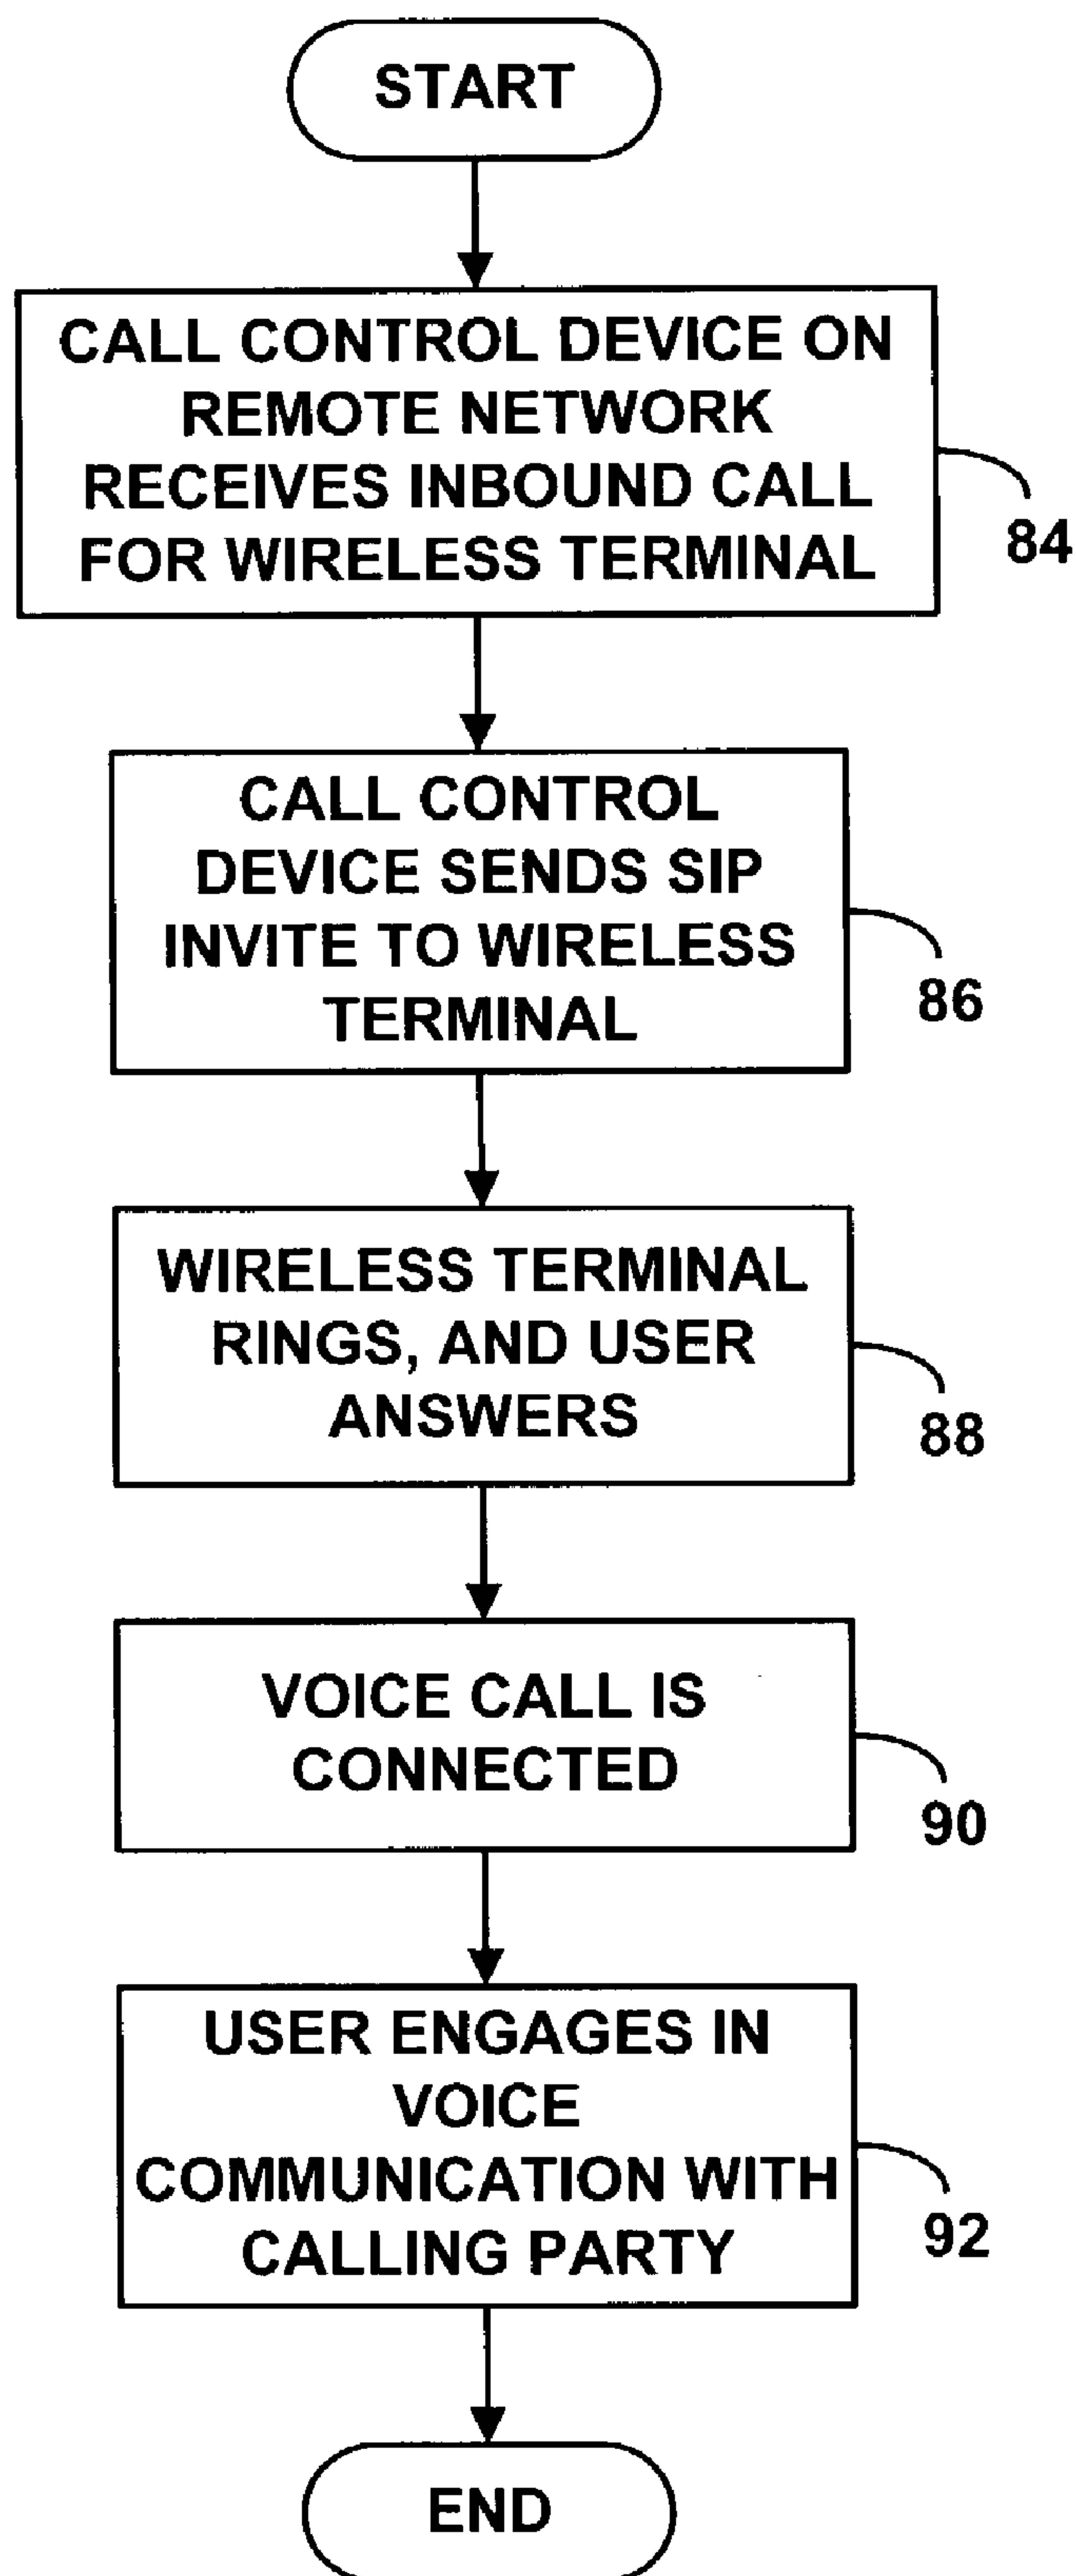 START
CALL CONTROL DEVICE ON
REMOTE NETWORK
RECEIVES INBOUND CALL
FOR WIRELESS TERMINAL
84
CALL CONTROL
DEVICE SENDS SIP
INVITE TO WIRELESS
TERMINAL
86
WIRELESS TERMINAL
RINGS, AND USER
ANSWERS
88
VOICE CALL IS
CONNECTED
90
USER ENGAGES IN
VOICE
COMMUNICATION WITH
CALLING PARTY
92
END